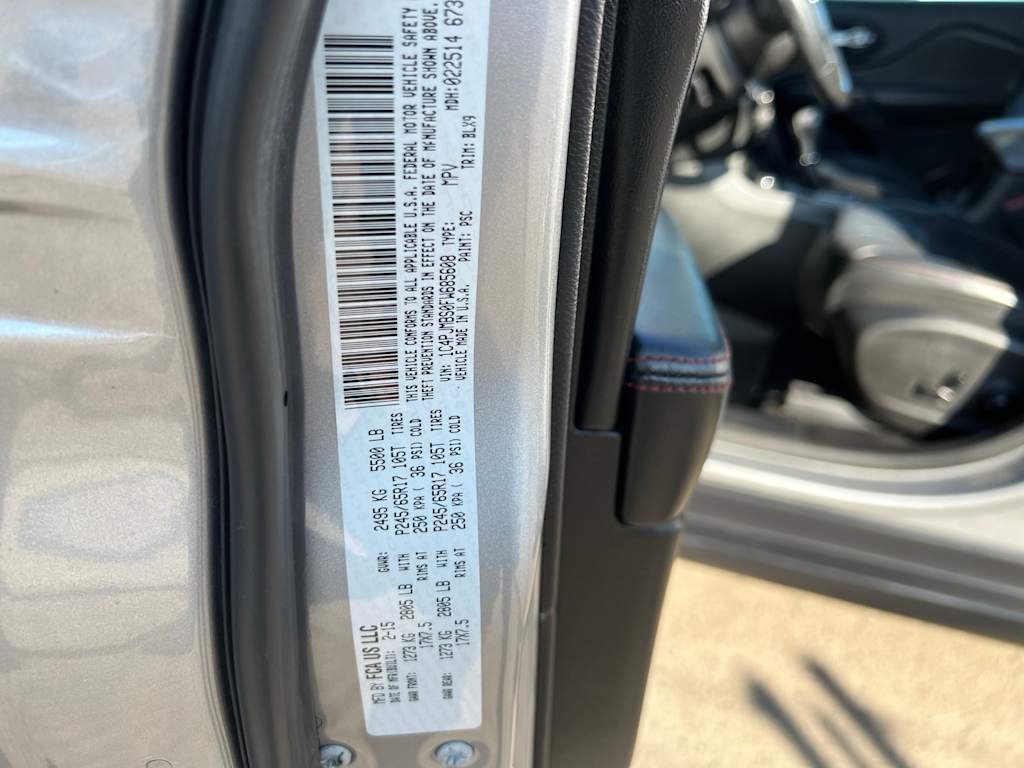 MFD BY FCA US LLC
DATE OF MFR(BUILT): 2-15 GVWR: 2495 KG 5500 LB
GAWR FRONT: 1273 KG 2805 LB WITH P245/65R17 105T TIRES
17X7.5 RIMS AT 250 KPA ( 36 PSI) COLD
GAWR REAR: 1273 KG 2805 LB WITH P245/65R17 105T TIRES
17X7.5 RIMS AT 250 KPA ( 36 PSI) COLD
THIS VEHICLE CONFORMS TO ALL APPLICABLE U.S.A. FEDERAL MOTOR VEHICLE SAFETY
THEFT PREVENTION STANDARDS IN EFFECT ON THE DATE OF MANUFACTURE SHOWN ABOVE.
VIN: 1C4PJMBS0FW685608 TYPE: MPV MDH:022514 673
VEHICLE MADE IN U.S.A. PAINT: PSC TRIM: BLX9